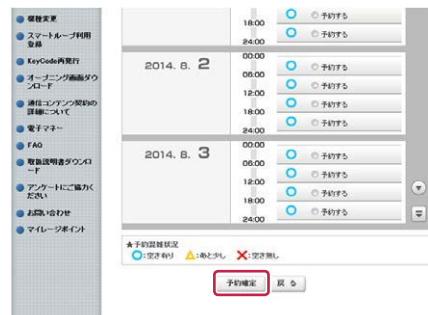 機種変更
スマートループ利用
登録
KeyCode再発行
オープニング画面ダウ
ンロード
通信コンテンツ契約の
詳細について
電子マネー
FAQ
取扱説明書ダウンロ
ード
アンケートにご協力く
ださい
お問い合わせ
マイレージポイント
18:00
24:00
予約する
予約する
2014. 8. 2
00:00
06:00
12:00
18:00
24:00
予約する
予約する
予約する
予約する
2014. 8. 3
00:00
06:00
12:00
18:00
24:00
予約する
予約する
予約する
予約する
★予約混雑状況
○:空き有り △:あと少し ✕:空き無し
予約確定 戻る